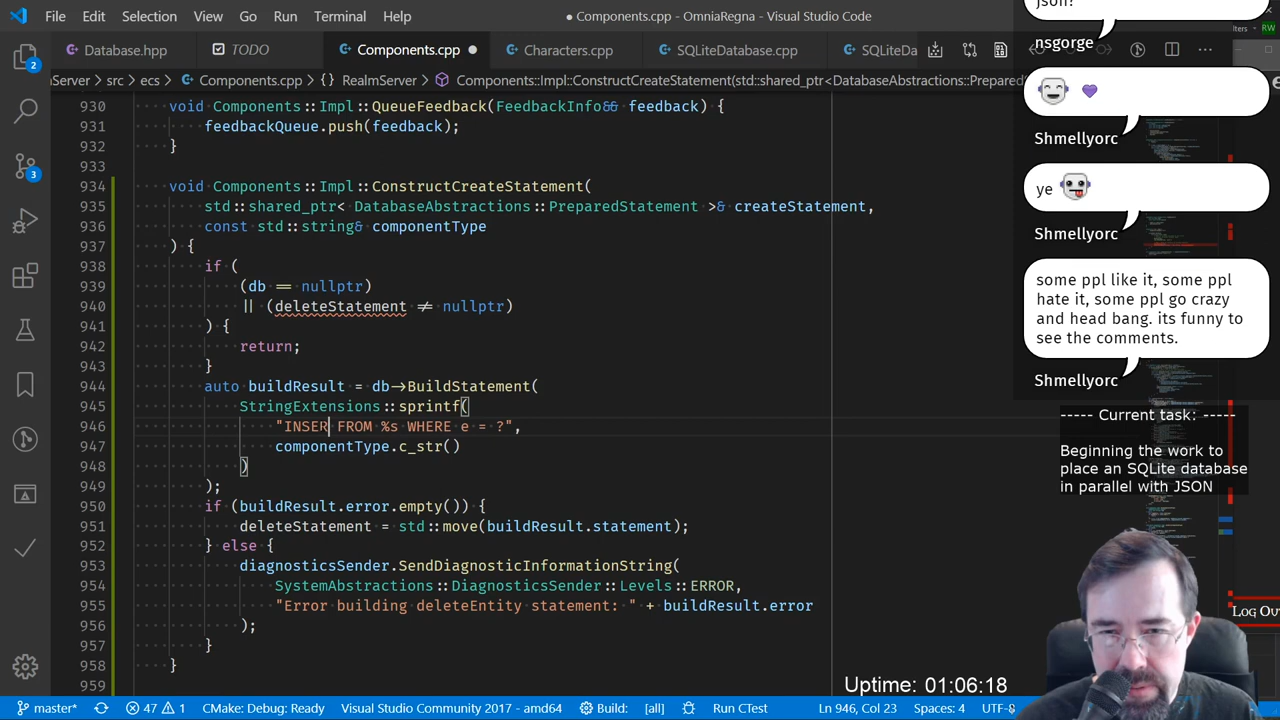 File Edit Selection View Go Run Terminal Help ● Components.cpp - OmniaRegna - Visual Studio Code
Database.hpp TODO Components.cpp Characters.cpp SQLiteDatabase.cpp SQLiteDa
Server > src > ecs > Components.cpp > {} RealmServer > Components::Impl::ConstructCreateStatement(std::shared_ptr<DatabaseAbstractions::Prepared
930 void Components::Impl::QueueFeedback(FeedbackInfo&& feedback) {
931 feedbackQueue.push(feedback);
932 }
933
934 void Components::Impl::ConstructCreateStatement(
935 std::shared_ptr< DatabaseAbstractions::PreparedStatement >& createStatement,
936 const std::string& componentType
937 ) {
938 if (
939 (db == nullptr)
940 || (deleteStatement ≠ nullptr)
941 ) {
942 return;
943 }
944 auto buildResult = db->BuildStatement(
945 StringExtensions::sprintf(
946 "INSER FROM %s WHERE e = ?",
947 componentType.c_str()
948 )
949 );
950 if (buildResult.error.empty()) {
951 deleteStatement = std::move(buildResult.statement);
952 } else {
953 diagnosticsSender.SendDiagnosticInformationString(
954 SystemAbstractions::DiagnosticsSender::Levels::ERROR,
955 "Error building deleteEntity statement: " + buildResult.error
956 );
957 }
958 }
959
json?
nsgorge
Shmellyorc
ye
Shmellyorc
some ppl like it, some ppl
hate it, some ppl go crazy
and head bang. its funny to
see the comments.
Shmellyorc
----- Current task: -----
Beginning the work to
place an SQLite database
in parallel with JSON
lters RW
2
3
Log Ou
Uptime: 01:06:18
master* 47 1 CMake: Debug: Ready Visual Studio Community 2017 - amd64 Build: [all] Run CTest Ln 946, Col 23 Spaces: 4 UTF-8